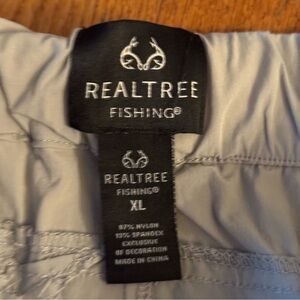 REALTREE
FISHING®
REALTREE
FISHING®
XL
87% NYLON
13% SPANDEX
EXCLUSIVE
OF DECORATION
MADE IN CHINA